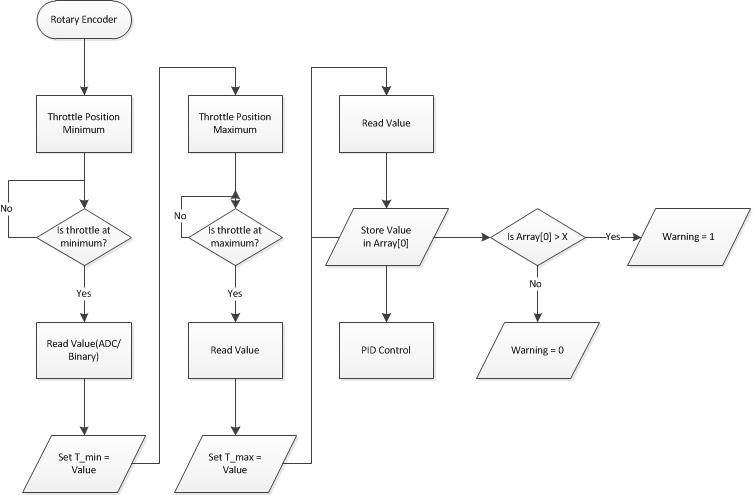 Rotary Encoder
Throttle Position
Minimum
No
Is throttle at
minimum?
Yes
Read Value(ADC/
Binary)
Set T_min =
Value
Throttle Position
Maximum
No
Is throttle at
maximum?
Yes
Read Value
Set T_max =
Value
Read Value
Store Value
in Array[0]
PID Control
Is Array[0] > X
Yes
Warning = 1
No
Warning = 0